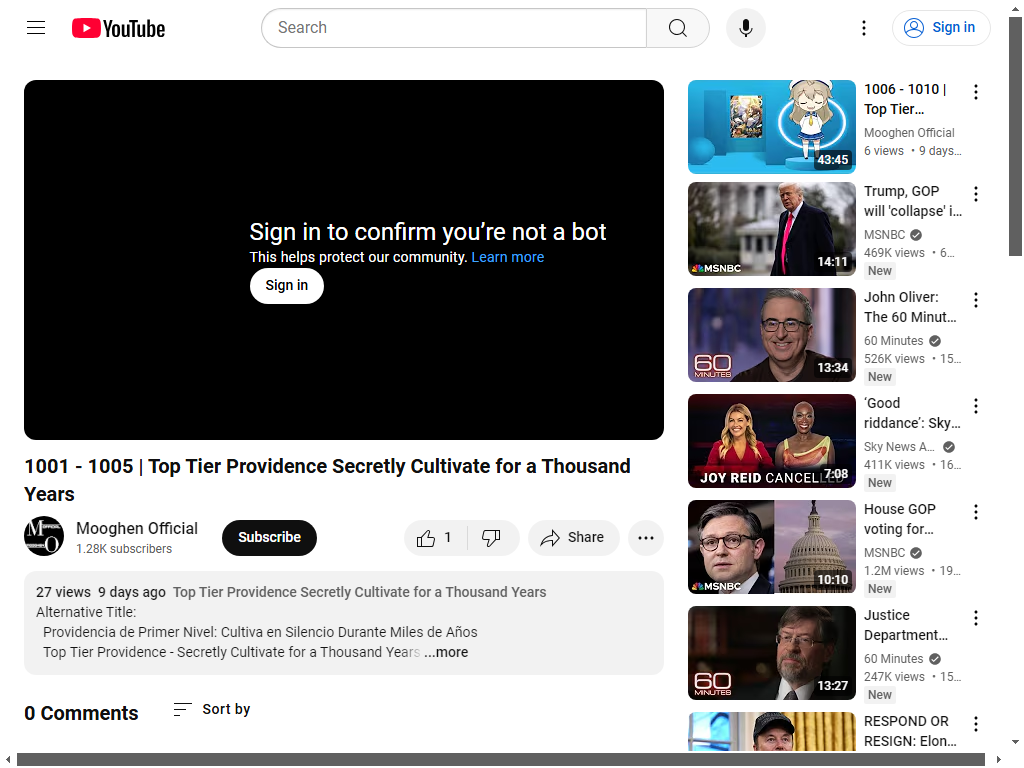 YouTube
Search
Sign in
Sign in to confirm you’re not a bot
This helps protect our community. Learn more
Sign in
1001 - 1005 | Top Tier Providence Secretly Cultivate for a Thousand
Years
Mooghen Official
1.28K subscribers
Subscribe
1
Share
27 views 9 days ago Top Tier Providence Secretly Cultivate for a Thousand Years
Alternative Title:
Providencia de Primer Nivel: Cultiva en Silencio Durante Miles de Años
Top Tier Providence - Secretly Cultivate for a Thousand Years ...more
0 Comments
Sort by
43:45
1006 - 1010 |
Top Tier…
Mooghen Official
6 views • 9 days…
MSNBC
14:11
Trump, GOP
will 'collapse' i…
MSNBC
469K views • 6…
New
60
MINUTES
13:34
John Oliver:
The 60 Minut…
60 Minutes
526K views • 15…
New
JOY REID CANCELLED
7:08
‘Good
riddance’: Sky…
Sky News A…
411K views • 16…
New
MSNBC
10:10
House GOP
voting for…
MSNBC
1.2M views • 19…
New
60
MINUTES
13:27
Justice
Department…
60 Minutes
247K views • 15…
New
RESPOND OR
RESIGN: Elon…